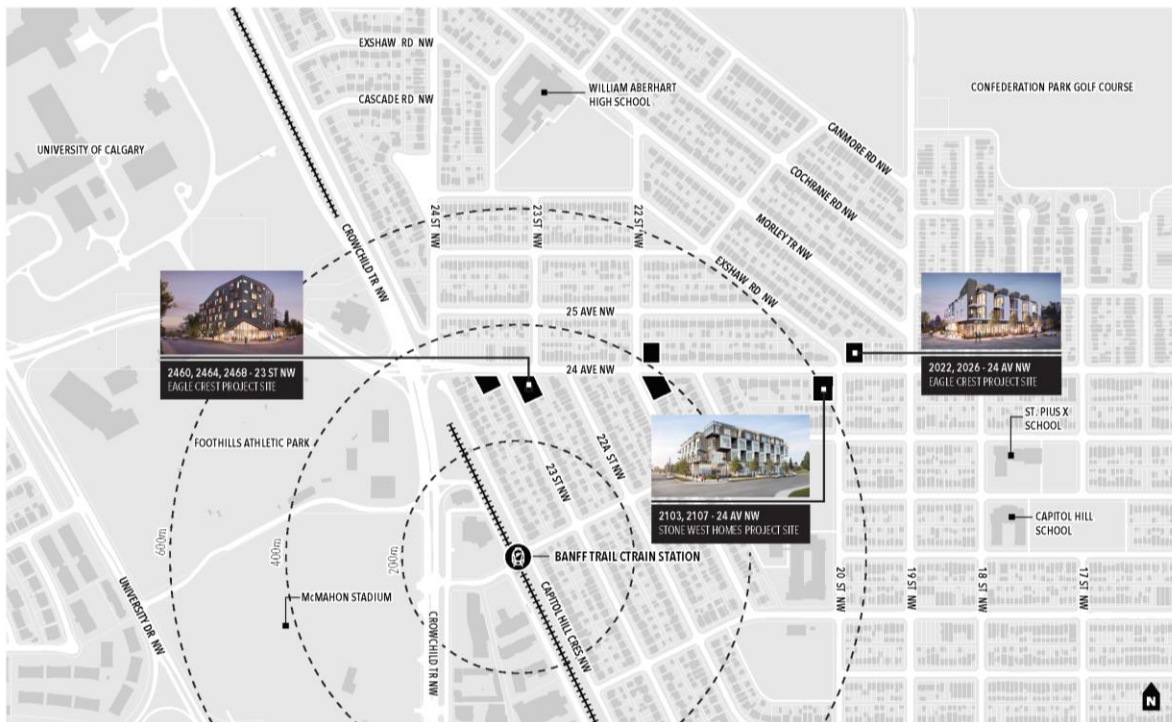 EXSHAW RD NW
CASCADE RD NW
WILLIAM ABERHART
HIGH SCHOOL
CONFEDERATION PARK GOLF COURSE
UNIVERSITY OF CALGARY
CANMORE RD NW
COCHRANE RD NW
MORLEY TR NW
EXSHAW RD NW
24 ST NW
23 ST NW
22 ST NW
CROWCHILD TR NW
25 AVE NW
24 AVE NW
2460, 2464, 2468 - 23 ST NW
EAGLE CREST PROJECT SITE
2022, 2026 - 24 AV NW
EAGLE CREST PROJECT SITE
ST. PIUS X
SCHOOL
FOOTHILLS ATHLETIC PARK
22A ST NW
23 ST NW
2103, 2107 - 24 AV NW
STONE WEST HOMES PROJECT SITE
CAPITOL HILL
SCHOOL
600m
400m
200m
BANFF TRAIL CTRAIN STATION
McMAHON STADIUM
UNIVERSITY DR NW
CROWCHILD TR NW
CAPITOL HILL CRES NW
20 ST NW
19 ST NW
18 ST NW
17 ST NW
N